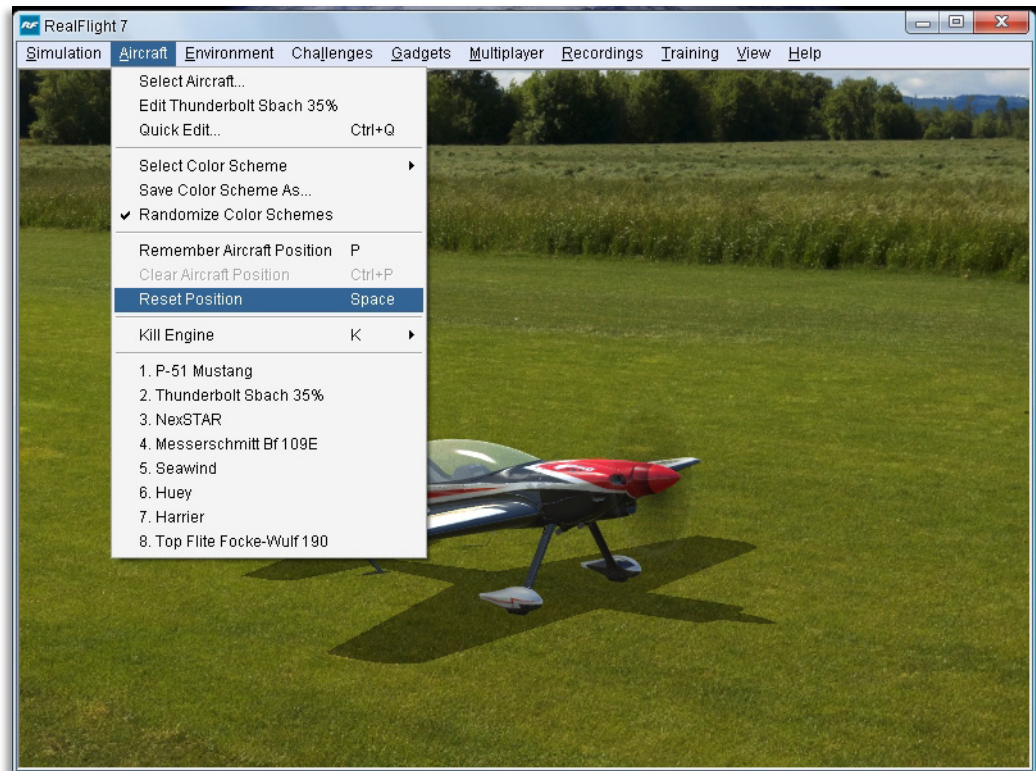 RF RealFlight 7
Simulation Aircraft Environment Challenges Gadgets Multiplayer Recordings Training View Help
Select Aircraft...
Edit Thunderbolt Sbach 35%
Quick Edit... Ctrl+Q
Select Color Scheme
Save Color Scheme As...
Randomize Color Schemes
Remember Aircraft Position P
Clear Aircraft Position Ctrl+P
Reset Position Space
Kill Engine K
1. P-51 Mustang
2. Thunderbolt Sbach 35%
3. NexSTAR
4. Messerschmitt Bf 109E
5. Seawind
6. Huey
7. Harrier
8. Top Flite Focke-Wulf 190